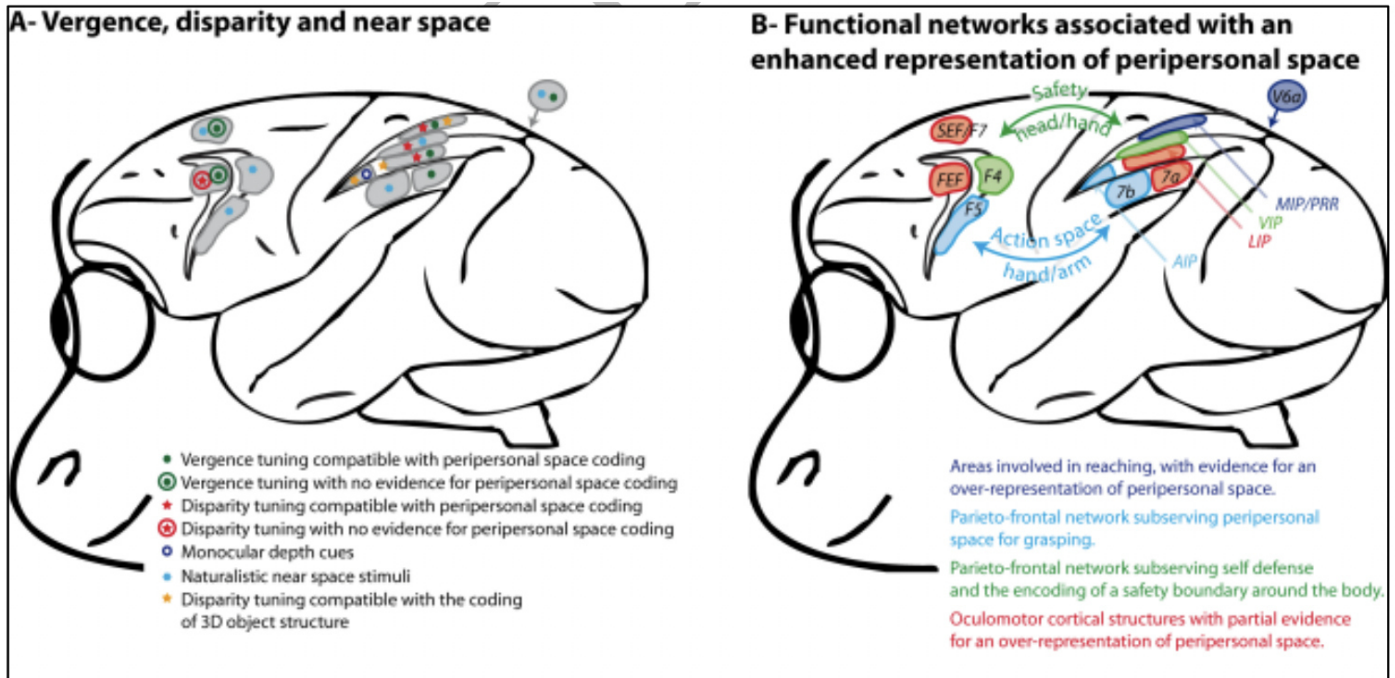 A- Vergence, disparity and near space
Vergence tuning compatible with peripersonal space coding
Vergence tuning with no evidence for peripersonal space coding
Disparity tuning compatible with peripersonal space coding
Disparity tuning with no evidence for peripersonal space coding
Monocular depth cues
Naturalistic near space stimuli
Disparity tuning compatible with the coding
of 3D object structure
B- Functional networks associated with an
enhanced representation of peripersonal space
Safety
head/hand
V6a
SEF/F7
FEF
F4
F5
7b
7a
MIP/PRR
VIP
LIP
AIP
Action space
hand/arm
Areas involved in reaching, with evidence for an
over-representation of peripersonal space.
Parieto-frontal network subserving peripersonal
space for grasping.
Parieto-frontal network subserving self defense
and the encoding of a safety boundary around the body.
Oculomotor cortical structures with partial evidence
for an over-representation of peripersonal space.